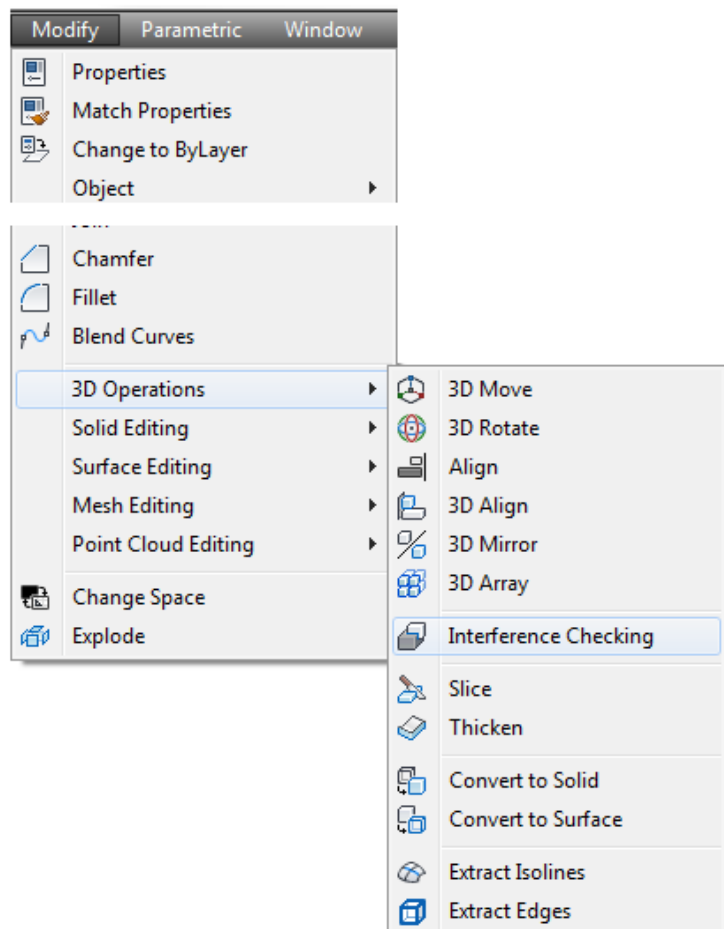 Modify Parametric Window
Properties
Match Properties
Change to ByLayer
Object
Chamfer
Fillet
Blend Curves
3D Operations
Solid Editing
Surface Editing
Mesh Editing
Point Cloud Editing
Change Space
Explode
3D Move
3D Rotate
Align
3D Align
3D Mirror
3D Array
Interference Checking
Slice
Thicken
Convert to Solid
Convert to Surface
Extract Isolines
Extract Edges